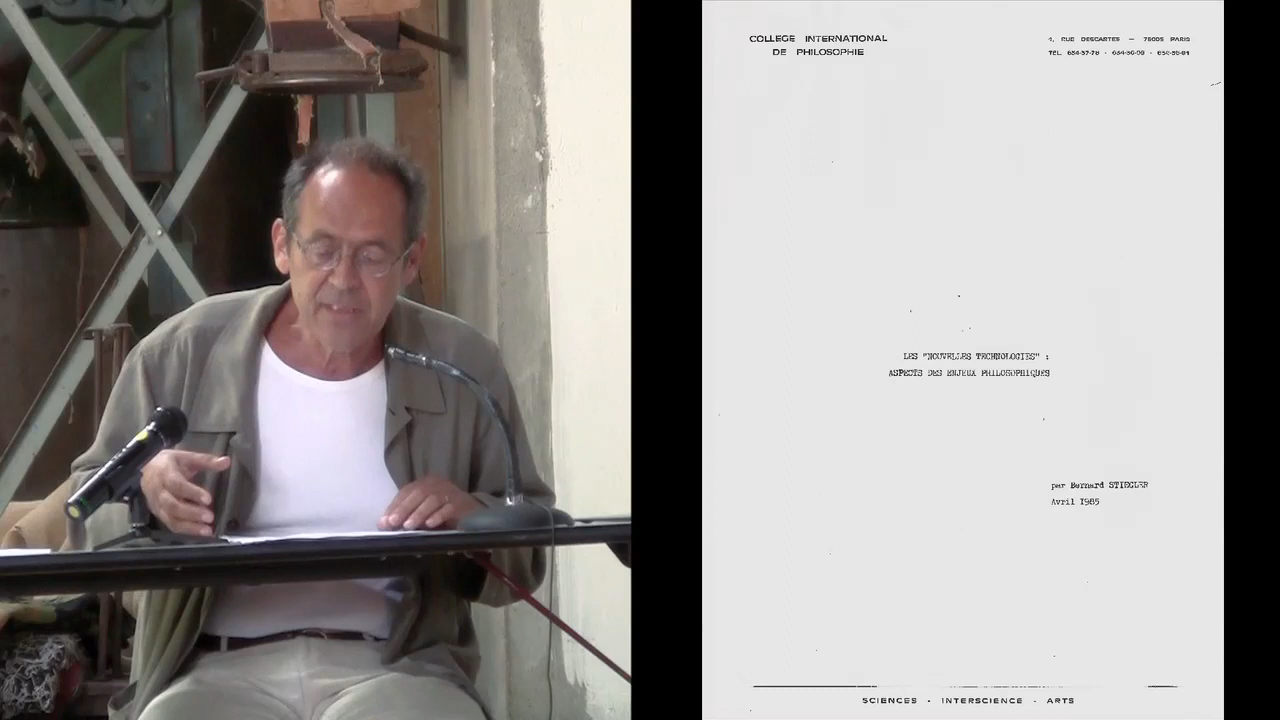 COLLEGE INTERNATIONAL
DE PHILOSOPHIE
1, RUE DESCARTES — 75005 PARIS
TÉL.
LES "NOUVELLES TECHNOLOGIES" :
ASPECTS DES ENJEUX PHILOSOPHIQUES
par Bernard STIEGLER
Avril 1985
SCIENCES - INTERSCIENCE - ARTS